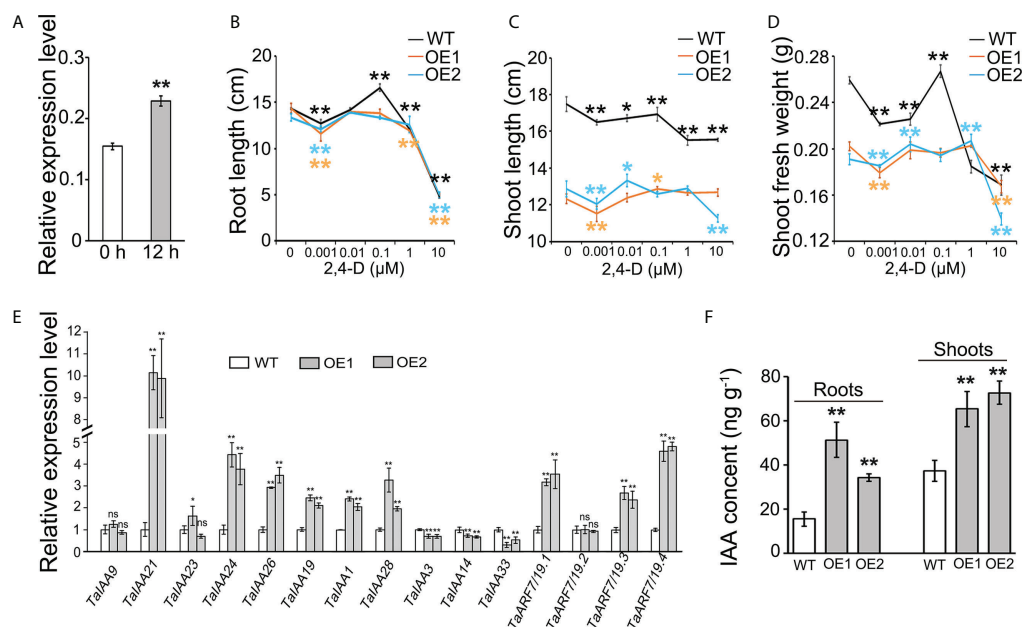 A
Relative expression level
0.3
0.2
0.1
0
**
0 h 12 h
B
Root length (cm)
20
15
10
5
0
WT
OE1
OE2
**
**
**
**
**
**
**
**
**
0 0.001 0.01 0.1 1 10
2,4-D (μM)
C
Shoot length (cm)
20
18
16
14
12
10
WT
OE1
OE2
**
*
**
**
**
**
**
*
*
**
0 0.001 0.01 0.1 1 10
2,4-D (μM)
D
Shoot fresh weight (g)
0.28
0.24
0.20
0.16
0.12
WT
OE1
OE2
**
**
**
**
**
**
**
**
**
0 0.001 0.01 0.1 1 10
2,4-D (μM)
E
Relative expression level
12
11
10
9
8
7
6
5
4
3
2
1
0
WT OE1 OE2
ns ns
** **
* ns
** **
** **
** **
** **
** **
** **
** **
** **
** **
ns ns
** **
** **
TaIAA9
TaIAA21
TaIAA23
TaIAA24
TaIAA26
TaIAA19
TaIAA1
TaIAA28
TaIAA3
TaIAA14
TaIAA33
TaARF7/19.1
TaARF7/19.2
TaARF7/19.3
TaARF7/19.4
F
IAA concent (ng g-1)
80
60
40
20
0
Roots
Shoots
**
**
**
**
WT OE1 OE2 WT OE1 OE2